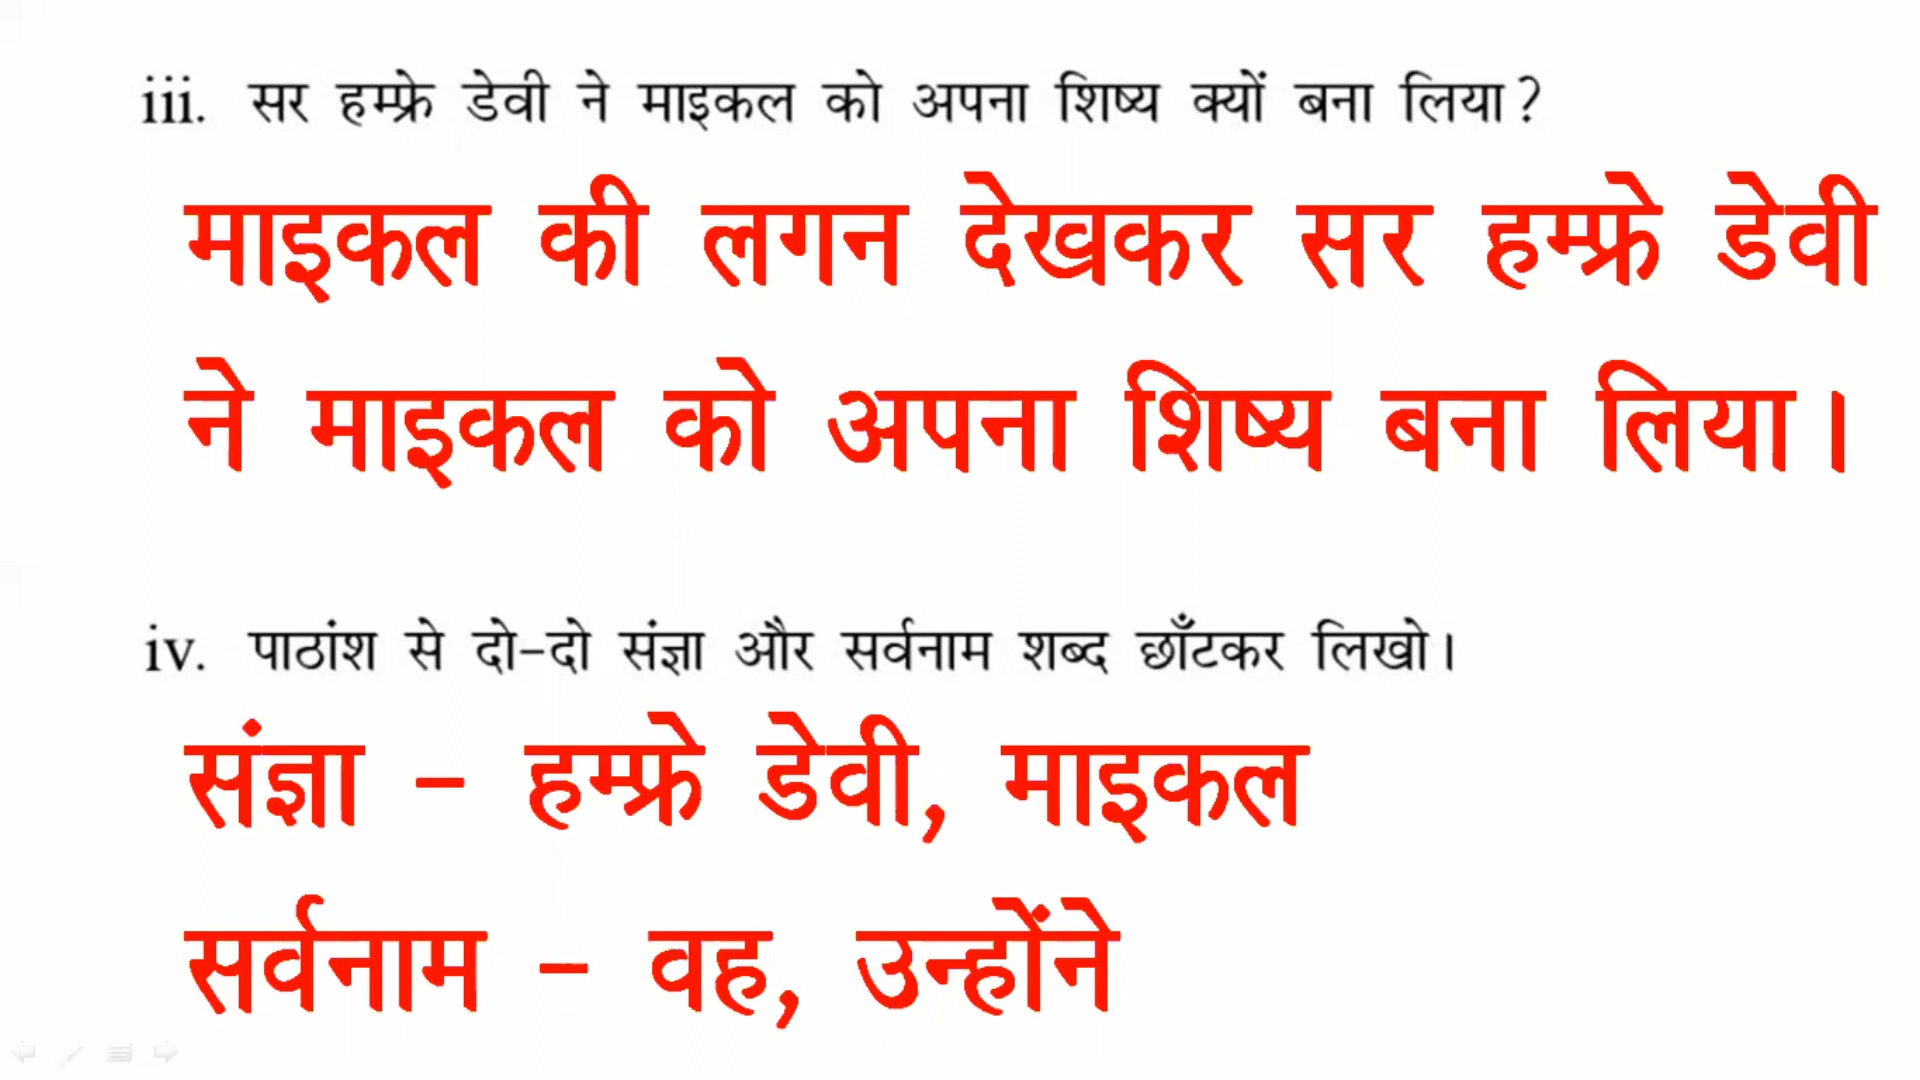 iii. सर हम्फ्रे डेवी ने माइकल को अपना शिष्य क्यों बना लिया?
माइकल की लगन देखकर सर हम्फ्रे डेवी
ने माइकल को अपना शिष्य बना लिया।
iv. पाठांश से दो-दो संज्ञा और सर्वनाम शब्द छाँटकर लिखो।
संज्ञा - हम्फ्रे डेवी, माइकल
सर्वनाम - वह, उन्होंने